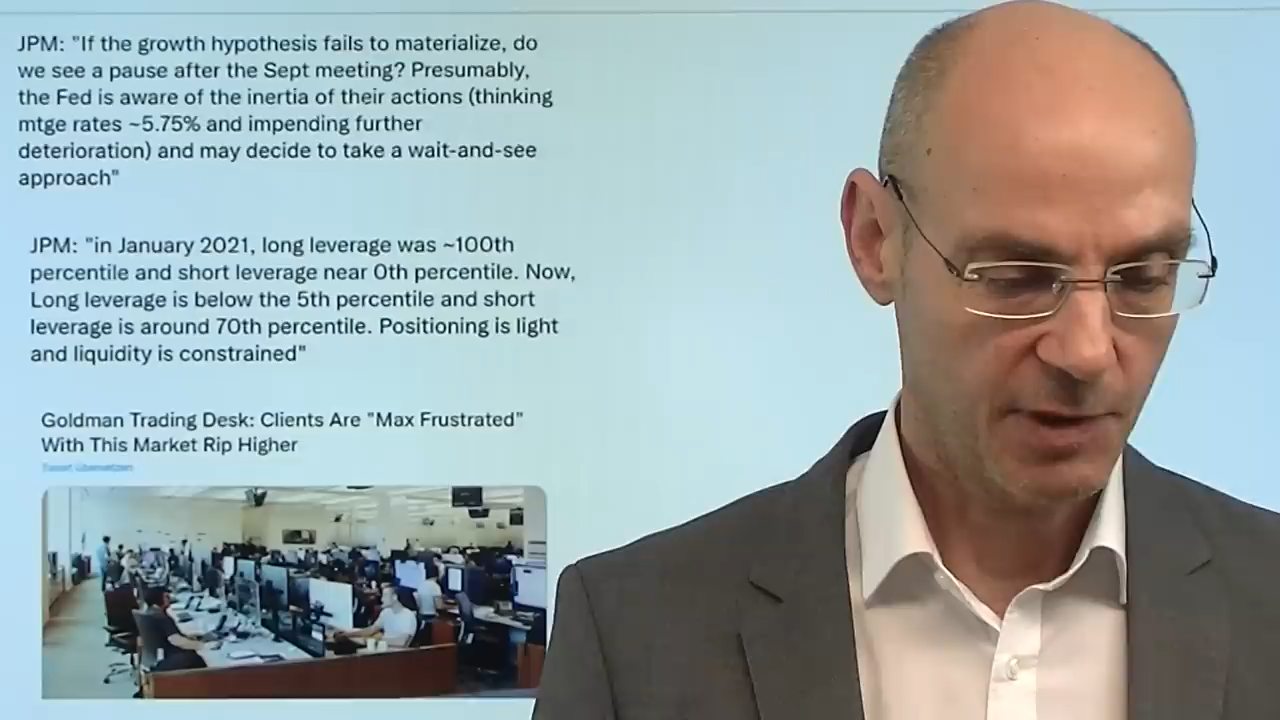 JPM: "If the growth hypothesis fails to materialize, do
we see a pause after the Sept meeting? Presumably,
the Fed is aware of the inertia of their actions (thinking
mtge rates ~5.75% and impending further
deterioration) and may decide to take a wait-and-see
approach"
JPM: "in January 2021, long leverage was ~100th
percentile and short leverage near 0th percentile. Now,
Long leverage is below the 5th percentile and short
leverage is around 70th percentile. Positioning is light
and liquidity is constrained"
Goldman Trading Desk: Clients Are "Max Frustrated"
With This Market Rip Higher
Tweet übersetzen